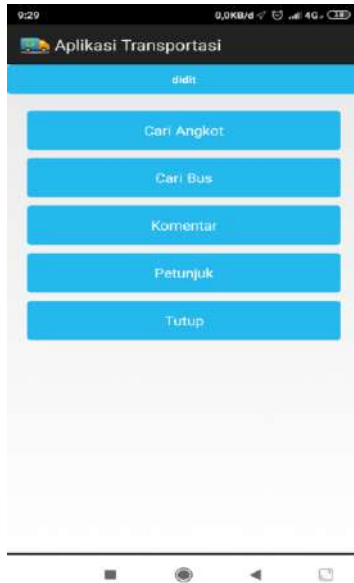 9:29 0,0KB/d 4G
Aplikasi Transportasi
didit
Cari Angkot
Cari Bus
Komentar
Petunjuk
Tutup